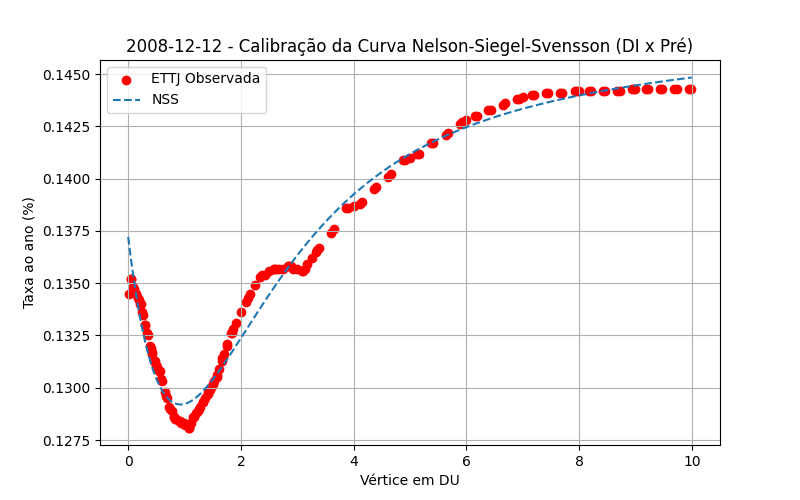 2008-12-12 - Calibração da Curva Nelson-Siegel-Svensson (DI x Pré)
ETTJ Observada
NSS
Taxa ao ano (%)
0.1450
0.1425
0.1400
0.1375
0.1350
0.1325
0.1300
0.1275
0 2 4 6 8 10
Vértice em DU